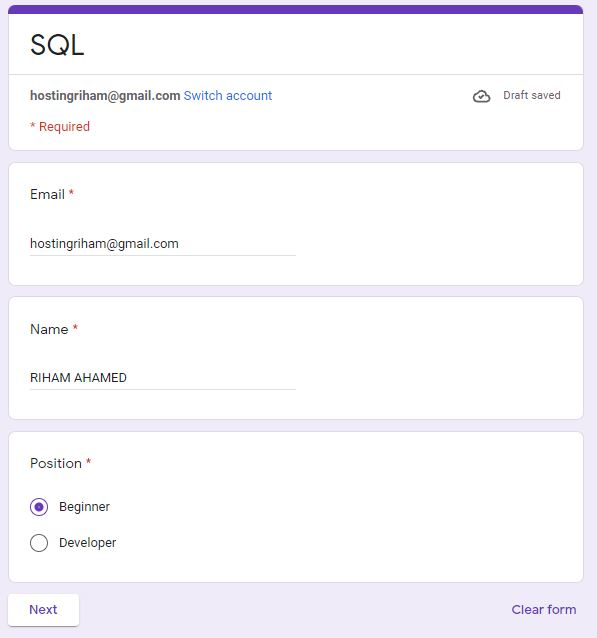 SQL
hostingriham@gmail.com Switch account
Draft saved
* Required
Email *
hostingriham@gmail.com
Name *
RIHAM AHAMED
Position *
Beginner
Developer
Next
Clear form